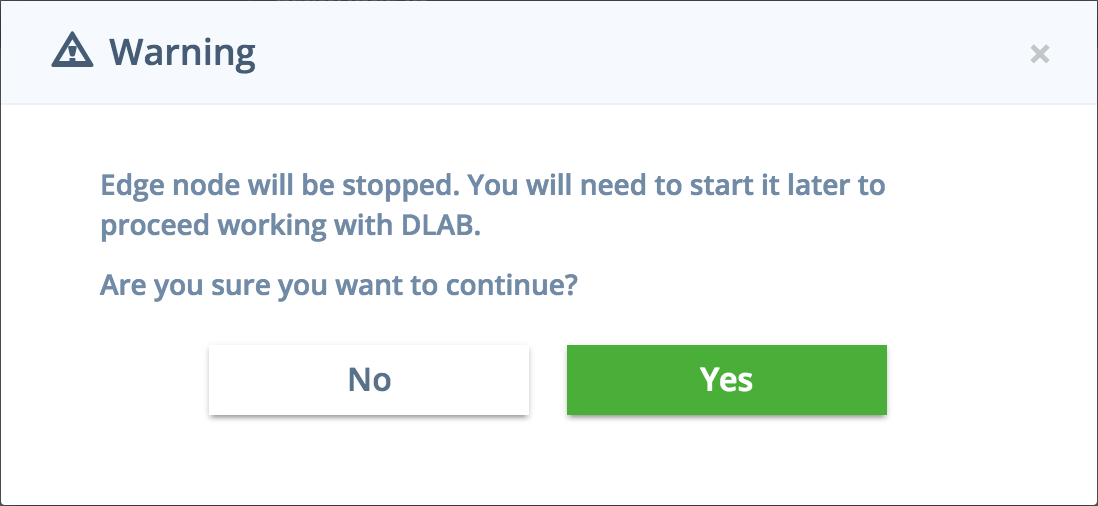 Warning
Edge node will be stopped. You will need to start it later to
proceed working with DLAB.
Are you sure you want to continue?
No
Yes